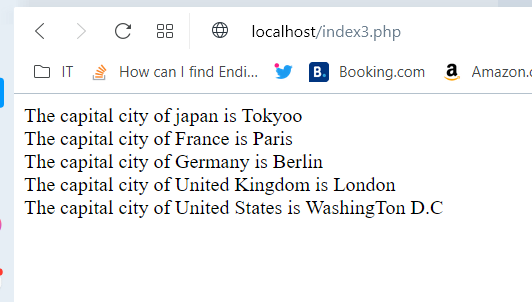 localhost/index3.php
IT How can I find Endi... B. Booking.com a Amazon.
The capital city of japan is Tokyoo
The capital city of France is Paris
The capital city of Germany is Berlin
The capital city of United Kingdom is London
The capital city of United States is WashingTon D.C